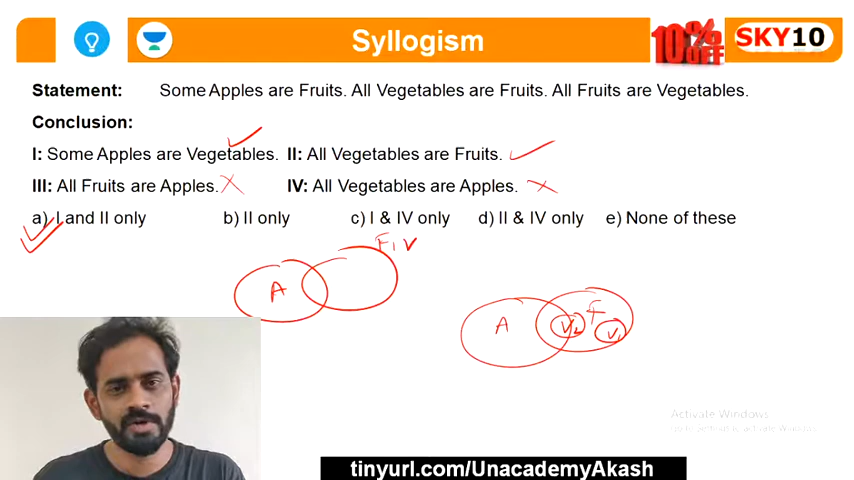 Syllogism
10% OFF
SKY10
Statement: Some Apples are Fruits. All Vegetables are Fruits. All Fruits are Vegetables.
Conclusion:
I: Some Apples are Vegetables. II: All Vegetables are Fruits.
III: All Fruits are Apples. IV: All Vegetables are Apples.
a) I and II only b) II only c) I & IV only d) II & IV only e) None of these
F, V
A
A V2 F V1
Activate Windows
tinyurl.com/UnacademyAkash